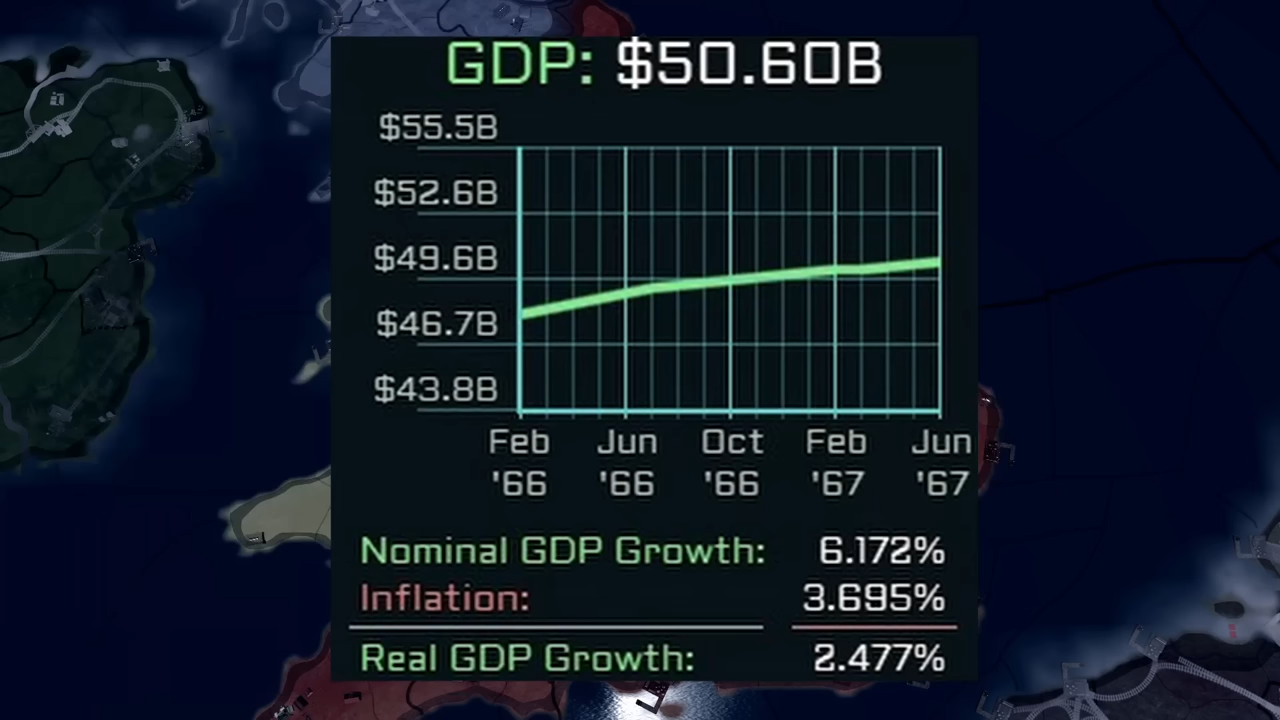 GDP: $50.60B
$55.5B
$52.6B
$49.6B
$46.7B
$43.8B
Feb Jun Oct Feb Jun
'66 '66 '66 '67 '67
Nominal GDP Growth: 6.172%
Inflation: 3.695%
Real GDP Growth: 2.477%